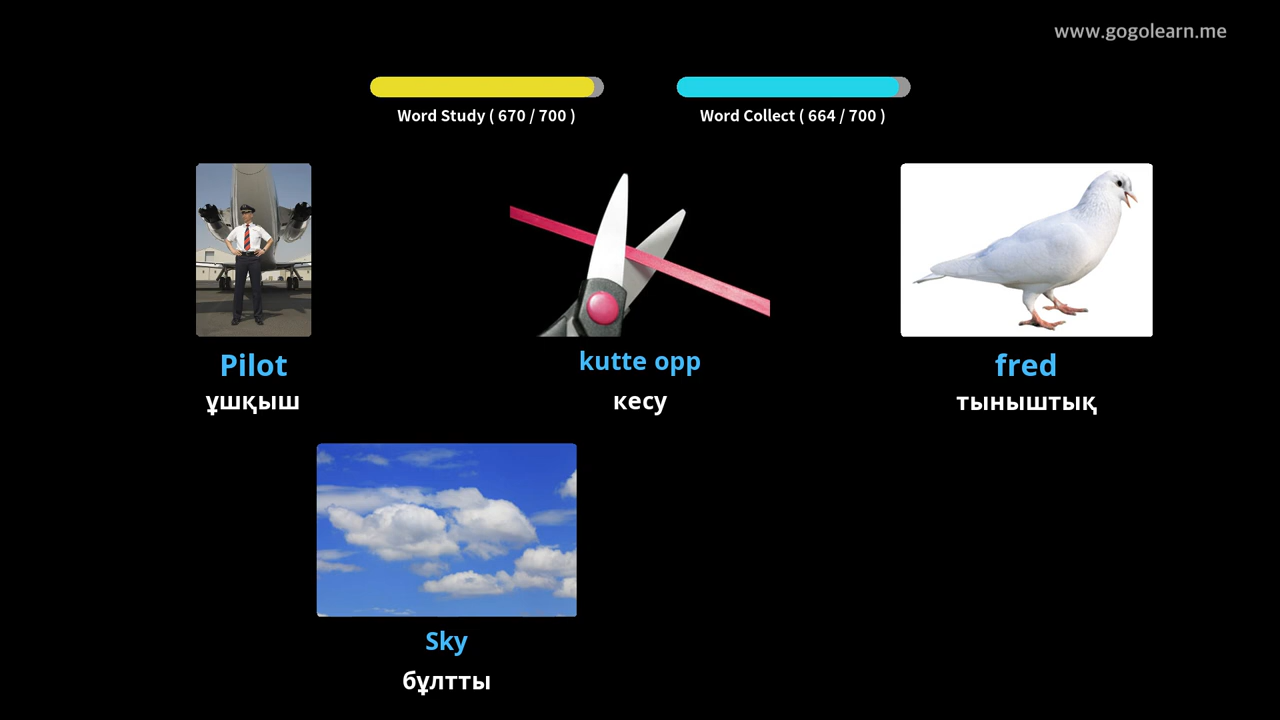 www.gogolearn.me
Word Study ( 670 / 700 )
Word Collect ( 664 / 700 )
Pilot
ұшқыш
kutte opp
кесу
fred
тыныштық
Sky
бұлтты